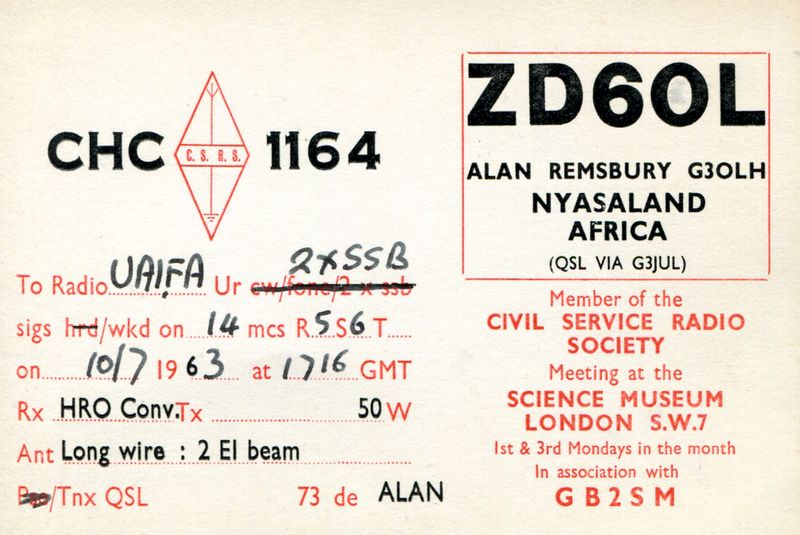 CHC C. S. R. S. 1164
ZD6OL
ALAN REMSBURY G3OLH
NYASALAND
AFRICA
(QSL VIA G3JUL)
To Radio UA1FA Ur cw/fone/2 x ssb 2XSSB
sigs hrd/wkd on 14 mcs R 5 S 6 T
on 10/7 1963 at 1716 GMT
Rx HRO Conv. Tx 50 W
Ant Long wire : 2 El beam
/Tnx QSL 73 de ALAN
Member of the
CIVIL SERVICE RADIO
SOCIETY
Meeting at the
SCIENCE MUSEUM
LONDON S.W.7
1st & 3rd Mondays in the month
In association with
GB2SM